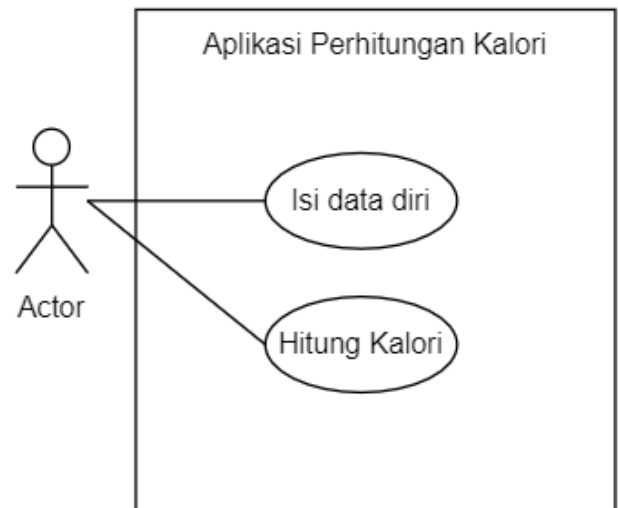 Aplikasi Perhitungan Kalori
Isi data diri
Actor
Hitung Kalori